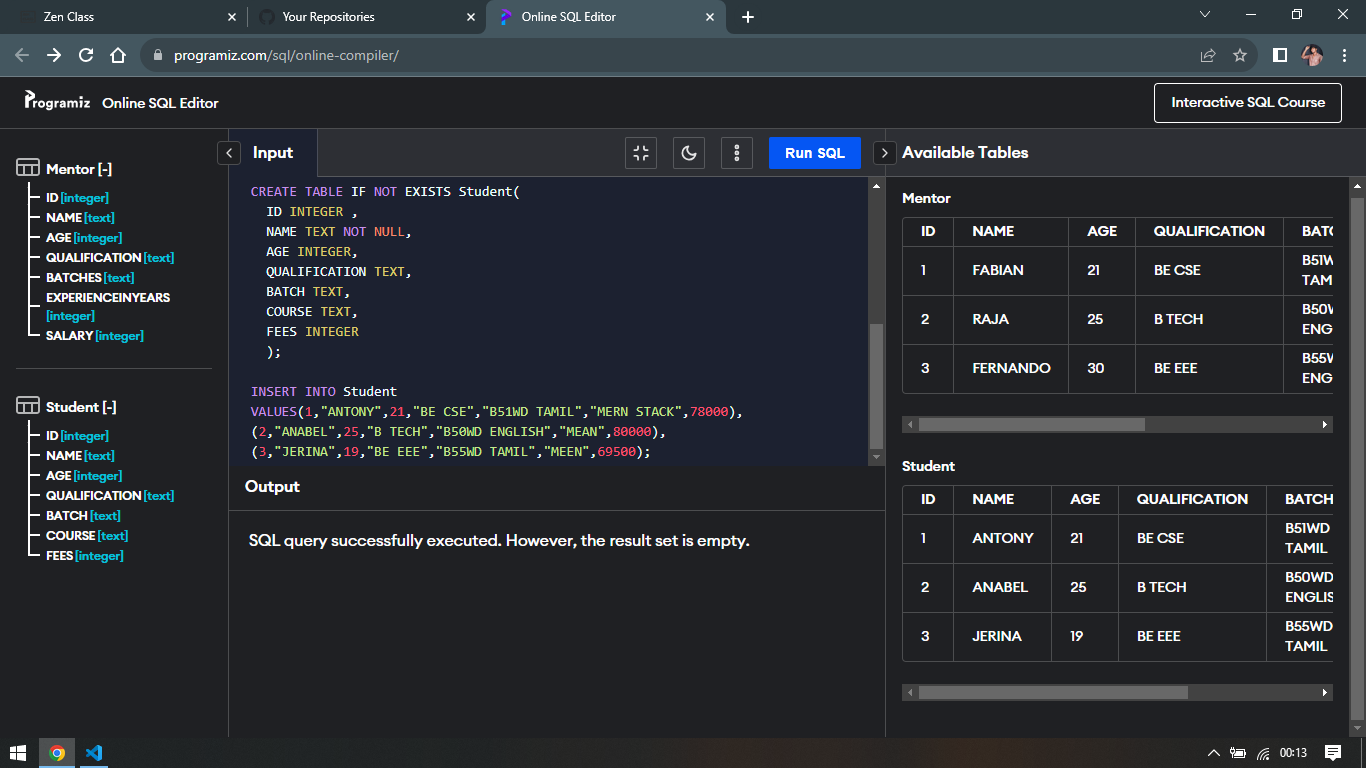 Zen Class
Your Repositories
Online SQL Editor
programiz.com/sql/online-compiler/
Programiz Online SQL Editor
Interactive SQL Course
Mentor [-]
ID [integer]
NAME [text]
AGE [integer]
QUALIFICATION [text]
BATCHES [text]
EXPERIENCEINYEARS
[integer]
SALARY [integer]
Student [-]
ID [integer]
NAME [text]
AGE [integer]
QUALIFICATION [text]
BATCH [text]
COURSE [text]
FEES [integer]
Input
Run SQL
CREATE TABLE IF NOT EXISTS Student(
ID INTEGER ,
NAME TEXT NOT NULL,
AGE INTEGER,
QUALIFICATION TEXT,
BATCH TEXT,
COURSE TEXT,
FEES INTEGER
);
INSERT INTO Student
VALUES(1,"ANTONY",21,"BE CSE","B51WD TAMIL","MERN STACK",78000),
(2,"ANABEL",25,"B TECH","B50WD ENGLISH","MEAN",80000),
(3,"JERINA",19,"BE EEE","B55WD TAMIL","MEEN",69500);
Output
SQL query successfully executed. However, the result set is empty.
Available Tables
Mentor
ID NAME AGE QUALIFICATION BATC
1 FABIAN 21 BE CSE B51W
TAM
2 RAJA 25 B TECH B50W
ENG
3 FERNANDO 30 BE EEE B55W
ENG
Student
ID NAME AGE QUALIFICATION BATCH
1 ANTONY 21 BE CSE B51WD
TAMIL
2 ANABEL 25 B TECH B50WD
ENGLIS
3 JERINA 19 BE EEE B55WD
TAMIL
00:13